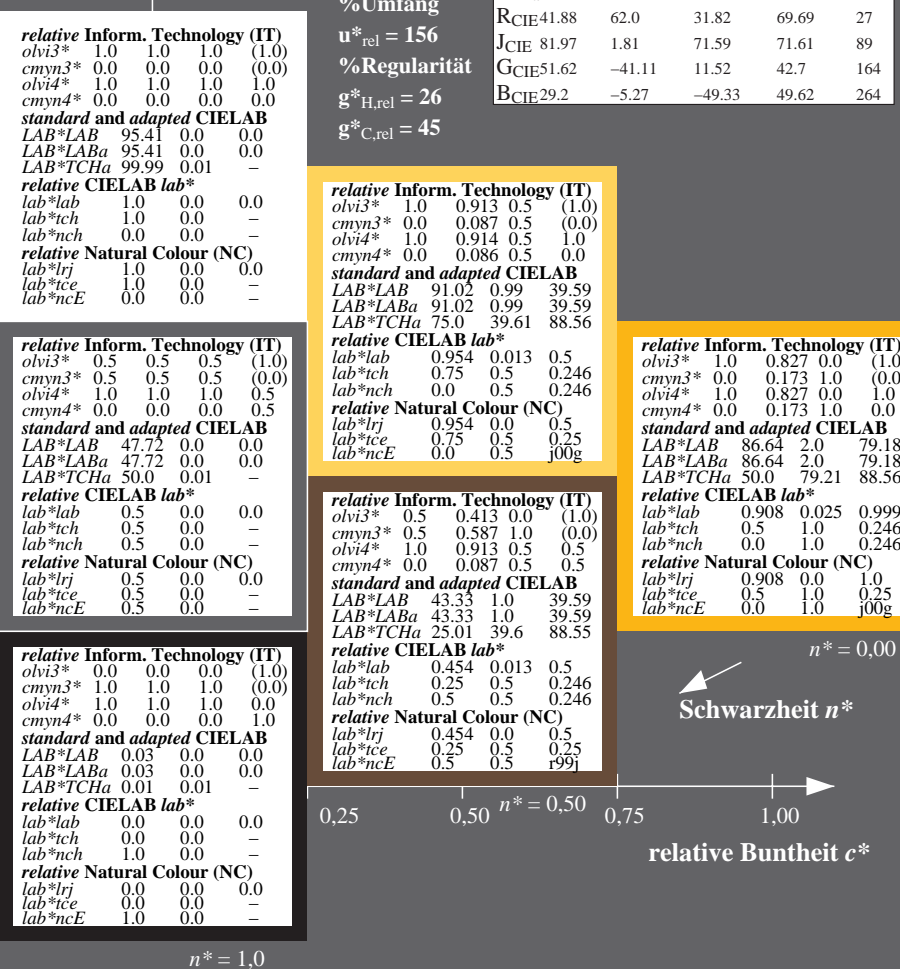 %Umfang
u*rel = 156
%Regularität
g*H,rel = 26
g*C,rel = 45
RCIE 41.88 62.0 31.82 69.69 27
JCIE 81.97 1.81 71.59 71.61 89
GCIE 51.62 −41.11 11.52 42.7 164
BCIE 29.2 −5.27 −49.33 49.62 264
relative Inform. Technology (IT)
olvi3* 1.0 1.0 1.0 (1.0)
cmyn3* 0.0 0.0 0.0 (0.0)
olvi4* 1.0 1.0 1.0 1.0
cmyn4* 0.0 0.0 0.0 0.0
standard and adapted CIELAB
LAB*LAB 95.41 0.0 0.0
LAB*LABa 95.41 0.0 0.0
LAB*TCHa 99.99 0.01 –
relative CIELAB lab*
lab*lab 1.0 0.0 0.0
lab*tch 1.0 0.0 –
lab*nch 0.0 0.0 –
relative Natural Colour (NC)
lab*lrj 1.0 0.0 0.0
lab*tce 1.0 0.0 –
lab*ncE 0.0 0.0 –
relative Inform. Technology (IT)
olvi3* 1.0 0.913 0.5 (1.0)
cmyn3* 0.0 0.087 0.5 (0.0)
olvi4* 1.0 0.914 0.5 1.0
cmyn4* 0.0 0.086 0.5 0.0
standard and adapted CIELAB
LAB*LAB 91.02 0.99 39.59
LAB*LABa 91.02 0.99 39.59
LAB*TCHa 75.0 39.61 88.56
relative CIELAB lab*
lab*lab 0.954 0.013 0.5
lab*tch 0.75 0.5 0.246
lab*nch 0.0 0.5 0.246
relative Natural Colour (NC)
lab*lrj 0.954 0.0 0.5
lab*tce 0.75 0.5 0.25
lab*ncE 0.0 0.5 j00g
relative Inform. Technology (IT)
olvi3* 0.5 0.5 0.5 (1.0)
cmyn3* 0.5 0.5 0.5 (0.0)
olvi4* 1.0 1.0 1.0 0.5
cmyn4* 0.0 0.0 0.0 0.5
standard and adapted CIELAB
LAB*LAB 47.72 0.0 0.0
LAB*LABa 47.72 0.0 0.0
LAB*TCHa 50.0 0.01 –
relative CIELAB lab*
lab*lab 0.5 0.0 0.0
lab*tch 0.5 0.0 –
lab*nch 0.5 0.0 –
relative Natural Colour (NC)
lab*lrj 0.5 0.0 0.0
lab*tce 0.5 0.0 –
lab*ncE 0.5 0.0 –
relative Inform. Technology (IT)
olvi3* 1.0 0.827 0.0 (1.0
cmyn3* 0.0 0.173 1.0 (0.0
olvi4* 1.0 0.827 0.0 1.0
cmyn4* 0.0 0.173 1.0 0.0
standard and adapted CIELAB
LAB*LAB 86.64 2.0 79.18
LAB*LABa 86.64 2.0 79.18
LAB*TCHa 50.0 79.21 88.56
relative CIELAB lab*
lab*lab 0.908 0.025 0.999
lab*tch 0.5 1.0 0.246
lab*nch 0.0 1.0 0.246
relative Natural Colour (NC)
lab*lrj 0.908 0.0 1.0
lab*tce 0.5 1.0 0.25
lab*ncE 0.0 1.0 j00g
relative Inform. Technology (IT)
olvi3* 0.5 0.413 0.0 (1.0)
cmyn3* 0.5 0.587 1.0 (0.0)
olvi4* 1.0 0.913 0.5 0.5
cmyn4* 0.0 0.087 0.5 0.5
standard and adapted CIELAB
LAB*LAB 43.33 1.0 39.59
LAB*LABa 43.33 1.0 39.59
LAB*TCHa 25.01 39.6 88.55
relative CIELAB lab*
lab*lab 0.454 0.013 0.5
lab*tch 0.25 0.5 0.246
lab*nch 0.5 0.5 0.246
relative Natural Colour (NC)
lab*lrj 0.454 0.0 0.5
lab*tce 0.25 0.5 0.25
lab*ncE 0.5 0.5 r99j
n* = 0,00
Schwarzheit n*
relative Inform. Technology (IT)
olvi3* 0.0 0.0 0.0 (1.0)
cmyn3* 1.0 1.0 1.0 (0.0)
olvi4* 1.0 1.0 1.0 0.0
cmyn4* 0.0 0.0 0.0 1.0
standard and adapted CIELAB
LAB*LAB 0.03 0.0 0.0
LAB*LABa 0.03 0.0 0.0
LAB*TCHa 0.01 0.01 –
relative CIELAB lab*
lab*lab 0.0 0.0 0.0
lab*tch 0.0 0.0 –
lab*nch 1.0 0.0 –
relative Natural Colour (NC)
lab*lrj 0.0 0.0 0.0
lab*tce 0.0 0.0 –
lab*ncE 1.0 0.0 –
0,25 0,50 n* = 0,50 0,75 1,00
relative Buntheit c*
n* = 1,0